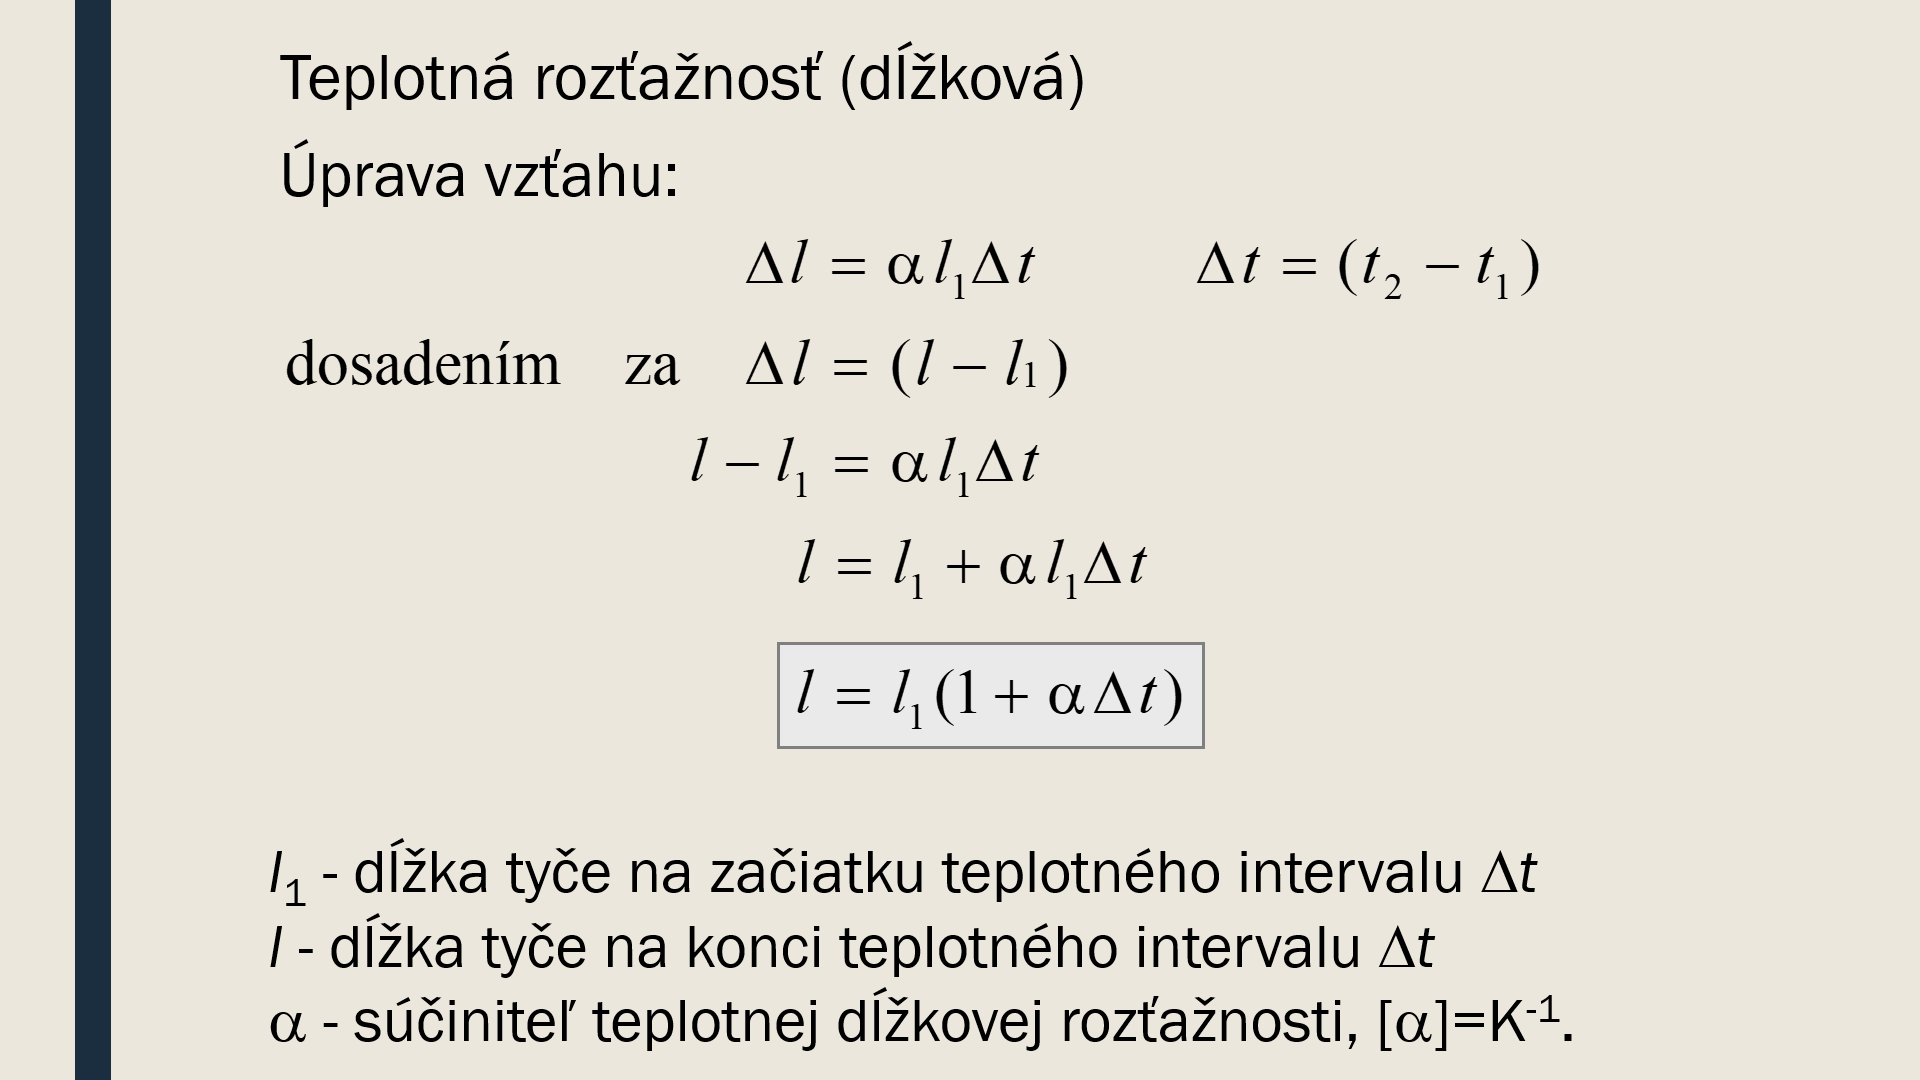 Teplotná rozťažnosť (dĺžková)
Úprava vzťahu:
Δl = α l₁Δt Δt = (t₂ − t₁)
dosadením za Δl = (l − l₁)
l − l₁ = α l₁Δt
l = l₁ + α l₁Δt
l = l₁(1 + α Δt)
l₁ - dĺžka tyče na začiatku teplotného intervalu Δt
l - dĺžka tyče na konci teplotného intervalu Δt
α - súčiniteľ teplotnej dĺžkovej rozťažnosti, [α]=K⁻¹.